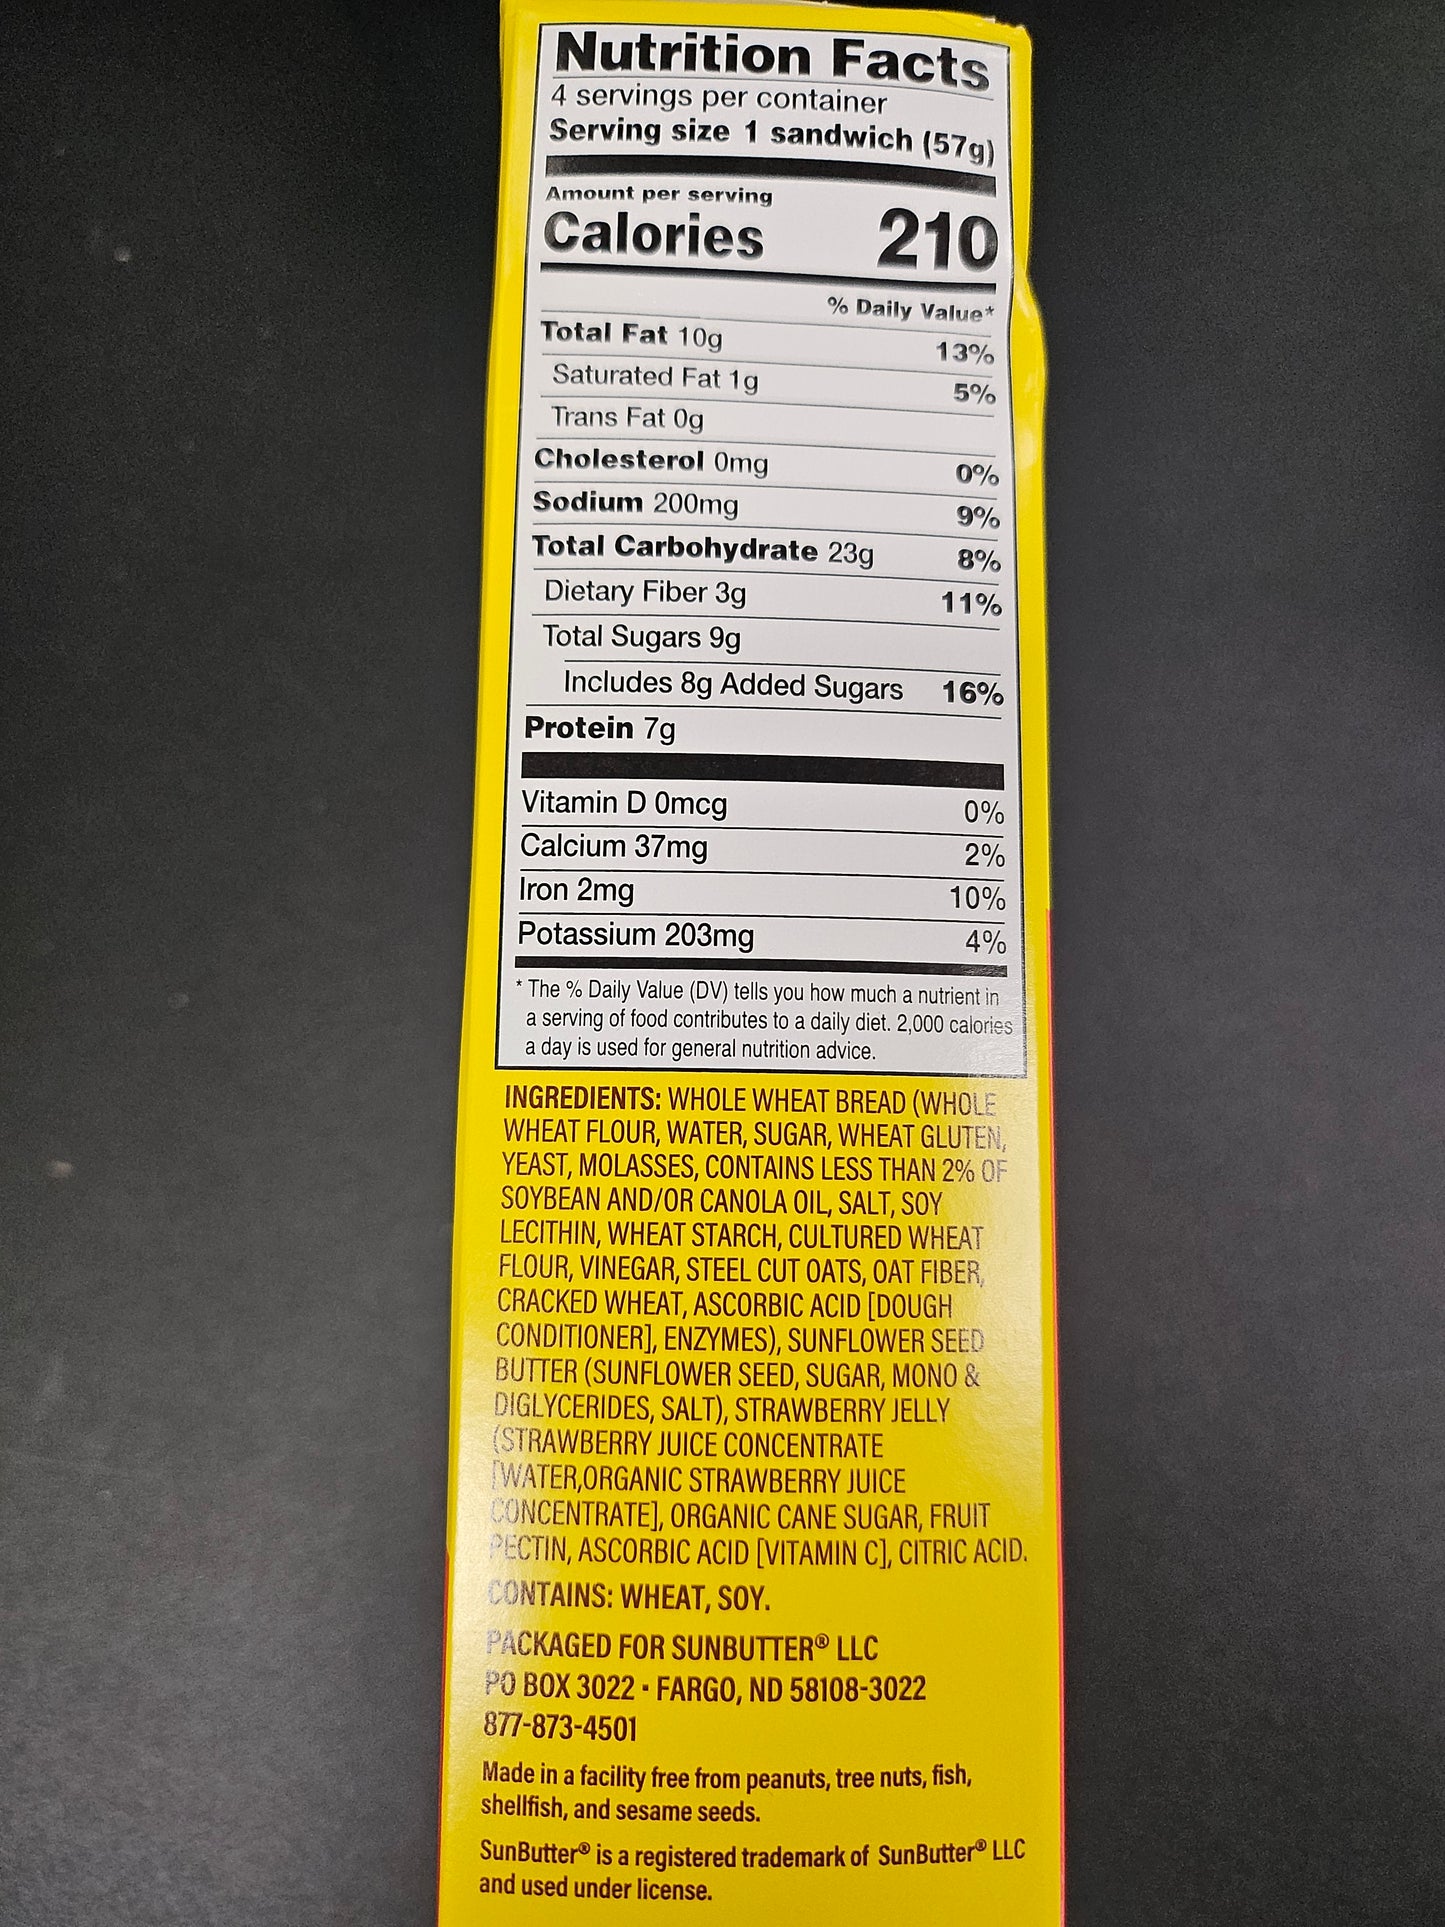 Nutrition Facts
4 servings per container
Serving size 1 sandwich (57g)
Amount per serving
Calories 210
% Daily Value*
Total Fat 10g 13%
Saturated Fat 1g 5%
Trans Fat 0g
Cholesterol 0mg 0%
Sodium 200mg 9%
Total Carbohydrate 23g 8%
Dietary Fiber 3g 11%
Total Sugars 9g
Includes 8g Added Sugars 16%
Protein 7g
Vitamin D 0mcg 0%
Calcium 37mg 2%
Iron 2mg 10%
Potassium 203mg 4%
* The % Daily Value (DV) tells you how much a nutrient in
a serving of food contributes to a daily diet. 2,000 calories
a day is used for general nutrition advice.
INGREDIENTS: WHOLE WHEAT BREAD (WHOLE
WHEAT FLOUR, WATER, SUGAR, WHEAT GLUTEN,
YEAST, MOLASSES, CONTAINS LESS THAN 2% OF
SOYBEAN AND/OR CANOLA OIL, SALT, SOY
LECITHIN, WHEAT STARCH, CULTURED WHEAT
FLOUR, VINEGAR, STEEL CUT OATS, OAT FIBER,
CRACKED WHEAT, ASCORBIC ACID [DOUGH
CONDITIONER], ENZYMES), SUNFLOWER SEED
BUTTER (SUNFLOWER SEED, SUGAR, MONO &
DIGLYCERIDES, SALT), STRAWBERRY JELLY
(STRAWBERRY JUICE CONCENTRATE
[WATER,ORGANIC STRAWBERRY JUICE
CONCENTRATE], ORGANIC CANE SUGAR, FRUIT
PECTIN, ASCORBIC ACID [VITAMIN C], CITRIC ACID.
CONTAINS: WHEAT, SOY.
PACKAGED FOR SUNBUTTER® LLC
PO BOX 3022 · FARGO, ND 58108-3022
877-873-4501
Made in a facility free from peanuts, tree nuts, fish,
shellfish, and sesame seeds.
SunButter® is a registered trademark of SunButter® LLC
and used under license.